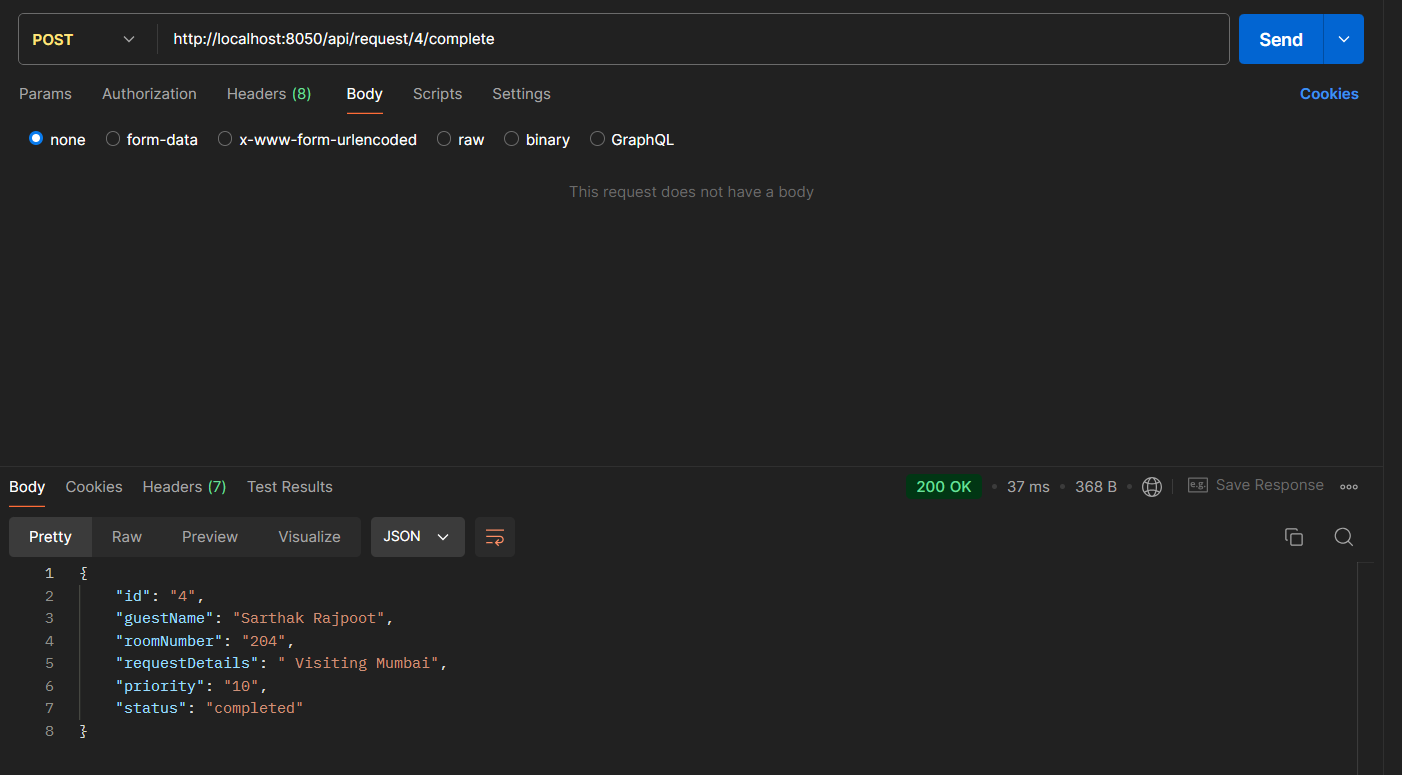 POST http://localhost:8050/api/request/4/complete Send
Params Authorization Headers (8) Body Scripts Settings Cookies
none form-data x-www-form-urlencoded raw binary GraphQL
This request does not have a body
Body Cookies Headers (7) Test Results 200 OK • 37 ms • 368 B • e.g. Save Response
Pretty Raw Preview Visualize JSON
1 {
2 "id": "4",
3 "guestName": "Sarthak Rajpoot",
4 "roomNumber": "204",
5 "requestDetails": " Visiting Mumbai",
6 "priority": "10",
7 "status": "completed"
8 }